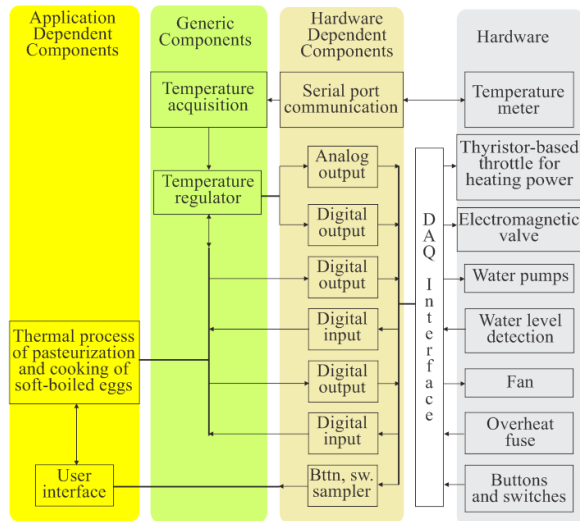 Application
Dependent
Components
Generic
Components
Hardware
Dependent
Components
Hardware
Temperature
acquisition
Serial port
communication
Temperature
meter
Temperature
regulator
Analog
output
Digital
output
Digital
output
Digital
input
Digital
output
Digital
input
Bttn, sw.
sampler
DAQ Interface
Thyristor-based
throttle for
heating power
Electromagnetic
valve
Water pumps
Water level
detection
Fan
Overheat
fuse
Buttons
and switches
Thermal process
of pasteurization
and cooking of
soft-boiled eggs
User
interface